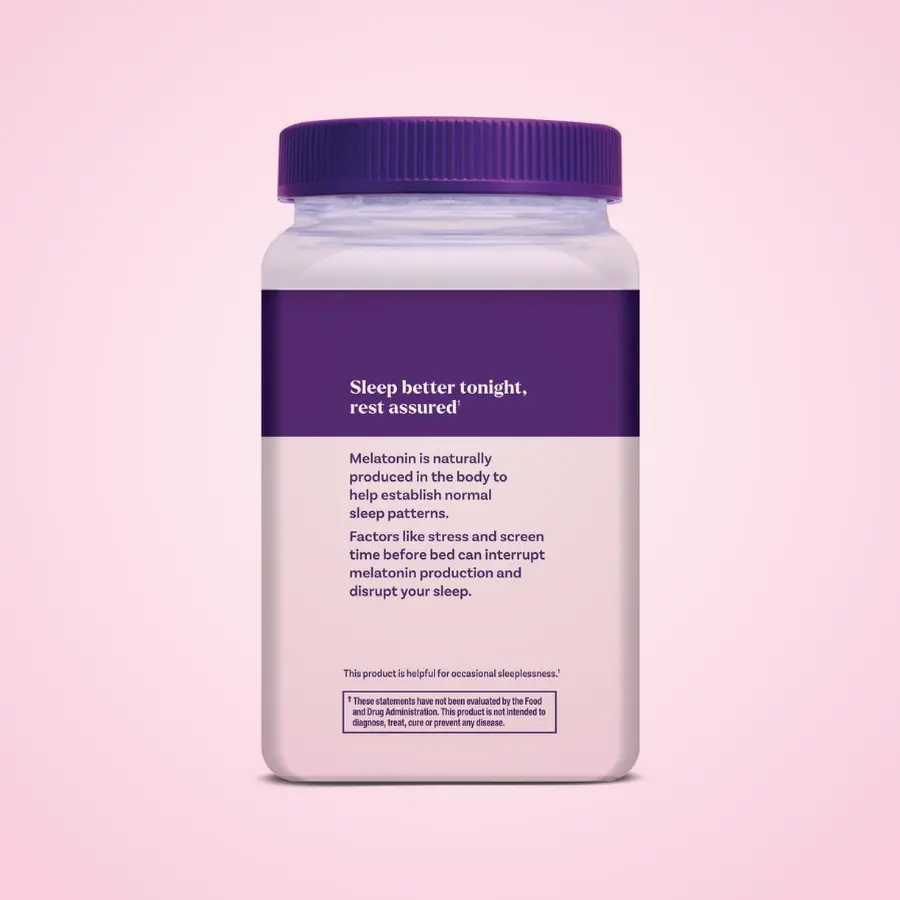 Sleep better tonight,
rest assured†
Melatonin is naturally
produced in the body to
help establish normal
sleep patterns.
Factors like stress and screen
time before bed can interrupt
melatonin production and
disrupt your sleep.
This product is helpful for occasional sleeplessness.†
† These statements have not been evaluated by the Food
and Drug Administration. This product is not intended to
diagnose, treat, cure or prevent any disease.